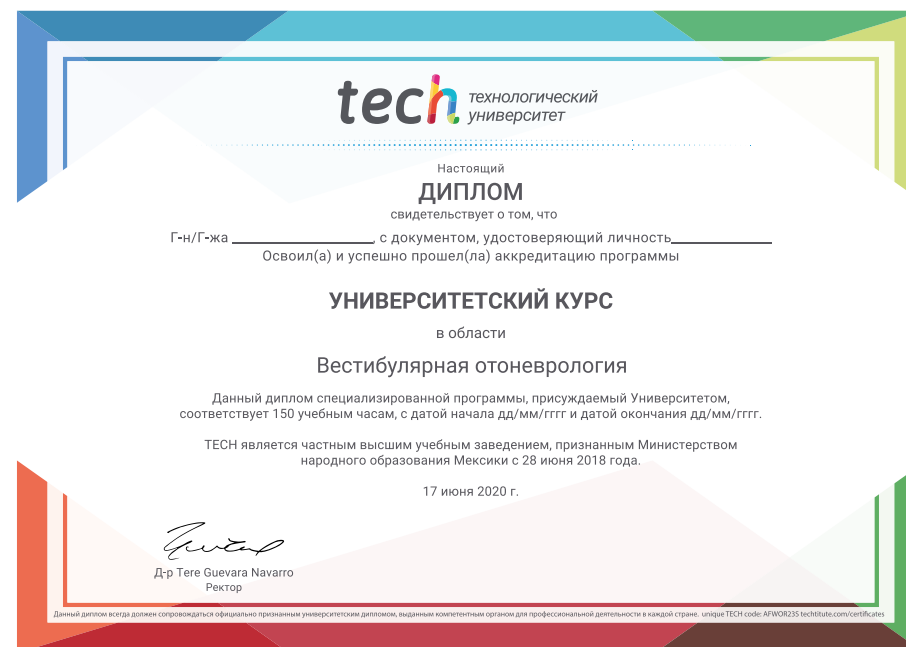 tech технологический
университет
Настоящий
ДИПЛОМ
свидетельствует о том, что
Г-н/Г-жа ____________________, с документом, удостоверяющий личность______________
Освоил(а) и успешно прошел(ла) аккредитацию программы
УНИВЕРСИТЕТСКИЙ КУРС
в области
Вестибулярная отоневрология
Данный диплом специализированной программы, присуждаемый Университетом,
соответствует 150 учебным часам, с датой начала дд/мм/гггг и датой окончания дд/мм/гггг.
TECH является частным высшим учебным заведением, признанным Министерством
народного образования Мексики с 28 июня 2018 года.
17 июня 2020 г.
Д-р Tere Guevara Navarro
Ректор
Данный диплом всегда должен сопровождаться официально признанным университетским дипломом, выданным компетентным органом для профессиональной деятельности в каждой стране. unique TECH code: AFWOR23S techtitute.com/certificates